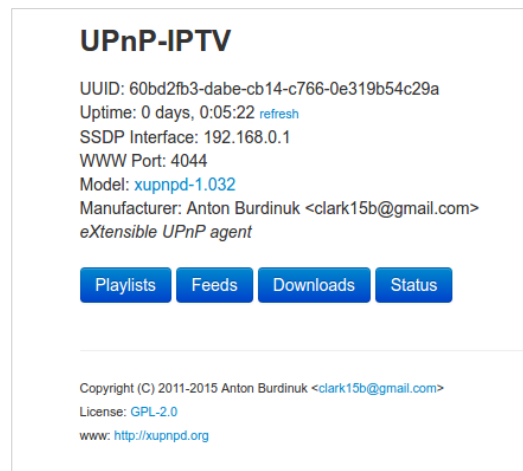 UPnP-IPTV
UUID: 60bd2fb3-dabe-cb14-c766-0e319b54c29a
Uptime: 0 days, 0:05:22 refresh
SSDP Interface: 192.168.0.1
WWW Port: 4044
Model: xupnpd-1.032
Manufacturer: Anton Burdinuk <clark15b@gmail.com>
eXtensible UPnP agent
Playlists Feeds Downloads Status
Copyright (C) 2011-2015 Anton Burdinuk <clark15b@gmail.com>
License: GPL-2.0
www: http://xupnpd.org